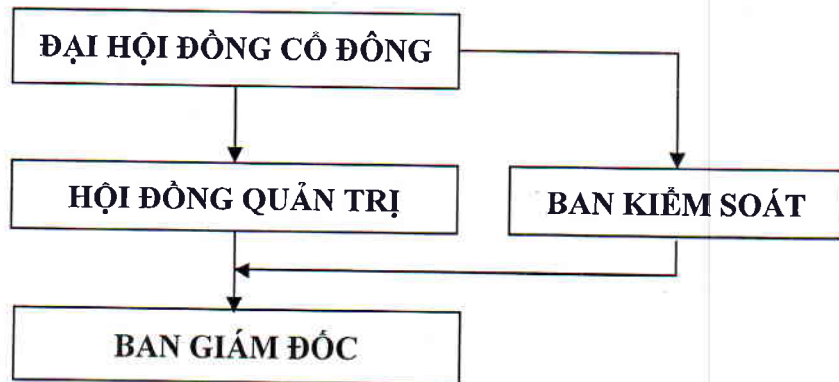 ĐẠI HỘI ĐỒNG CỔ ĐÔNG
HỘI ĐỒNG QUẢN TRỊ
BAN KIỂM SOÁT
BAN GIÁM ĐỐC